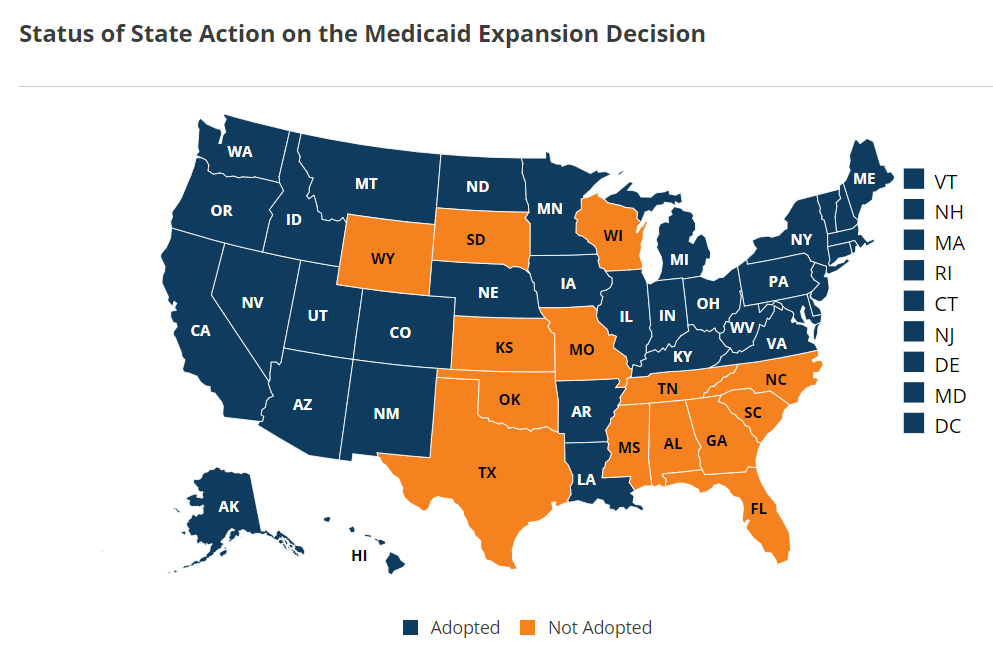 Status of State Action on the Medicaid Expansion Decision
WA
MT
ND
MN
ME
VT
OR
ID
SD
WI
NY
NH
WY
MI
MA
NV
NE
IA
PA
RI
CA
UT
CO
IL
IN
OH
CT
WV
VA
NJ
KS
MO
KY
DE
AZ
NM
OK
AR
TN
NC
MD
SC
DC
TX
LA
MS
AL
GA
AK
FL
HI
Adopted
Not Adopted